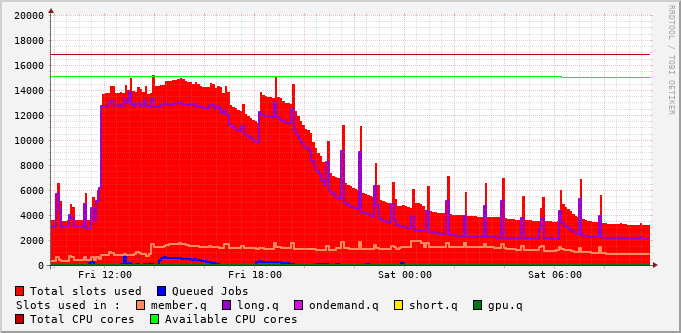 20000
18000
16000
14000
12000
10000
8000
6000
4000
2000
0
Fri 12:00 Fri 18:00 Sat 00:00 Sat 06:00
RRDTOOL / TOBI OETIKER
Total slots used Queued Jobs
Slots used in : member.q long.q ondemand.q short.q gpu.q
Total CPU cores Available CPU cores